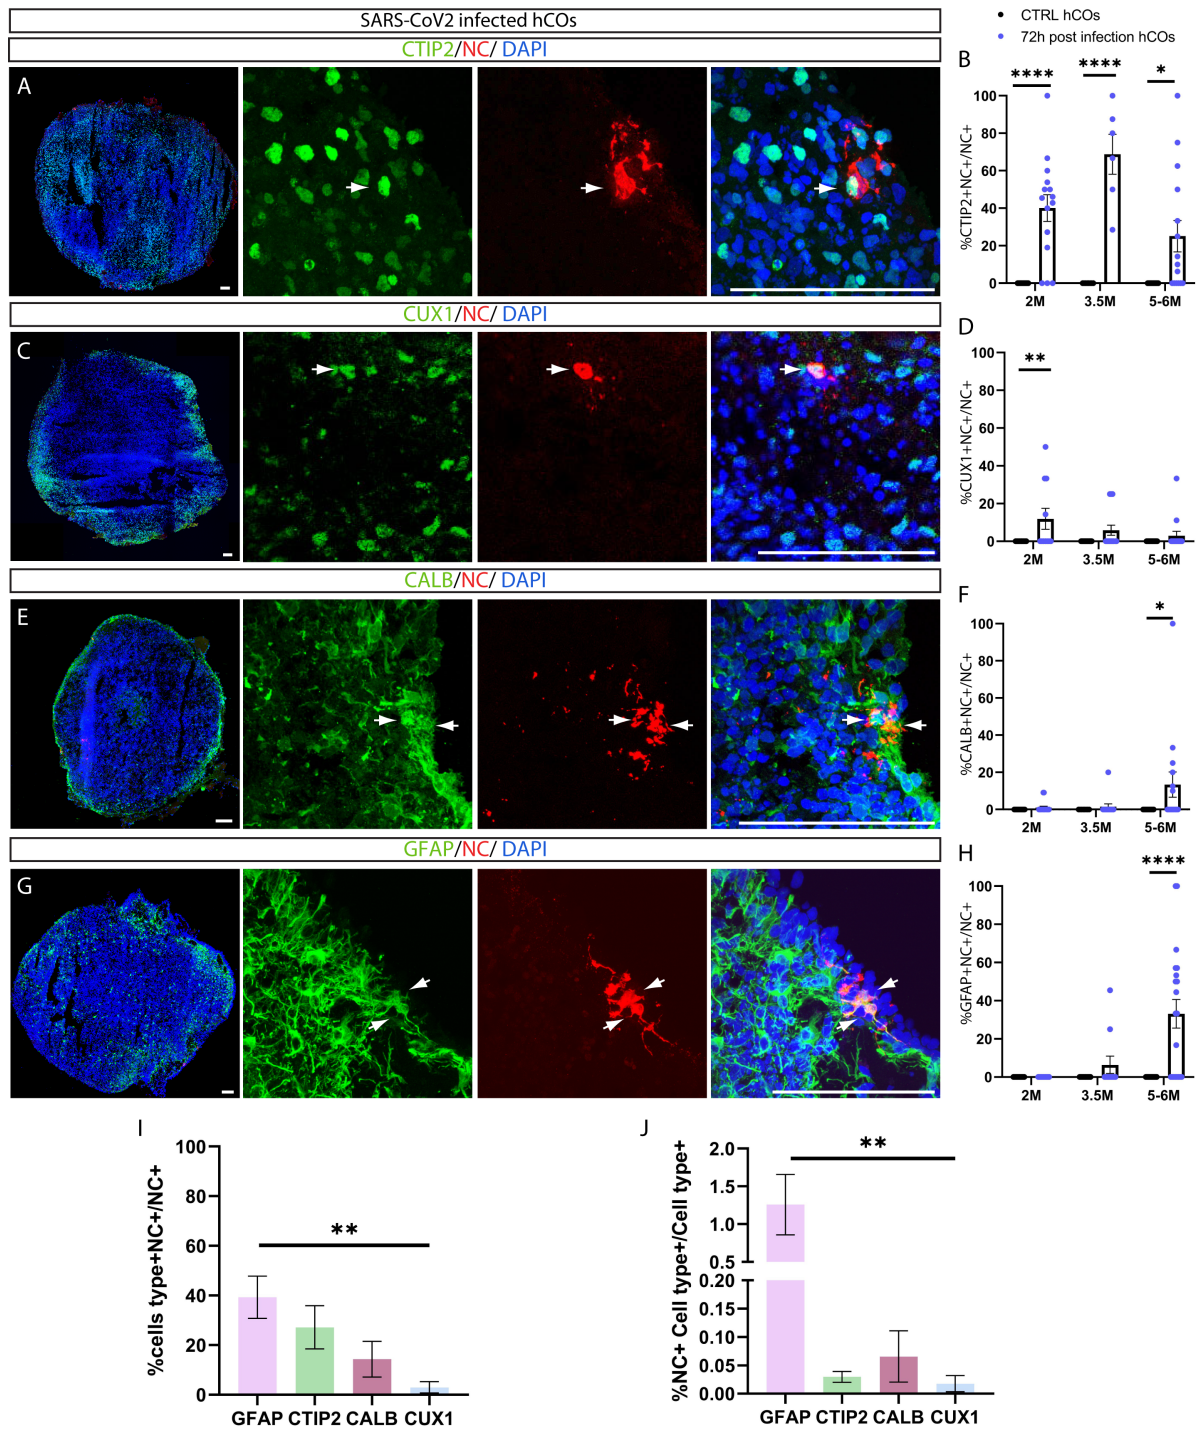 SARS-CoV2 infected hCOs
CTRL hCOs
72h post infection hCOs
CTIP2/NC/ DAPI
A
B
%CTIP2+NC+/NC+
**** **** *
100
80
60
40
20
0
2M 3.5M 5-6M
CUX1/NC/ DAPI
C
D
%CUX1+NC+/NC+
**
100
80
60
40
20
0
2M 3.5M 5-6M
CALB/NC/ DAPI
E
F
%CALB+NC+/NC+
*
100
80
60
40
20
0
2M 3.5M 5-6M
GFAP/NC/ DAPI
G
H
%GFAP+NC+/NC+
****
100
80
60
40
20
0
2M 3.5M 5-6M
I
%cells type+NC+/NC+
**
100
80
60
40
20
0
GFAP CTIP2 CALB CUX1
J
%NC+ Cell type+/Cell type+
**
2.0
1.5
1.0
0.5
0.20
0.15
0.10
0.05
0.00
GFAP CTIP2 CALB CUX1